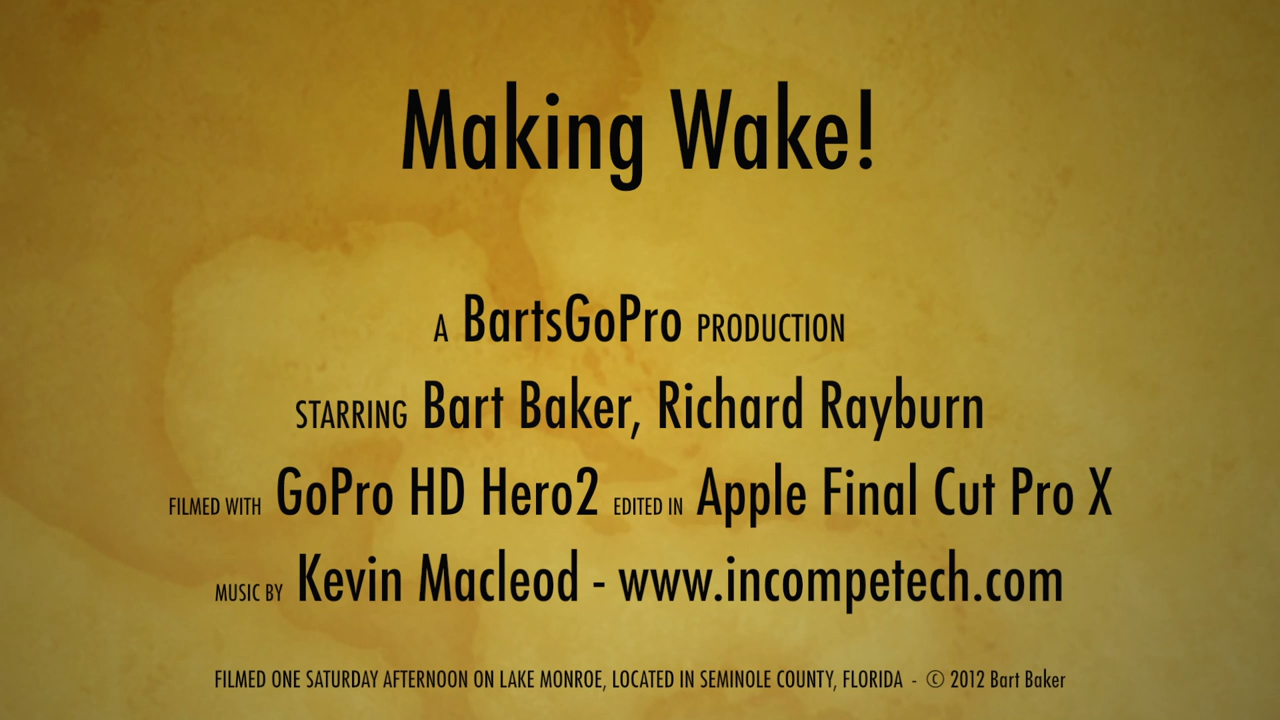 Making Wake!
A BartsGoPro PRODUCTION
STARRING Bart Baker, Richard Rayburn
FILMED WITH GoPro HD Hero2 EDITED IN Apple Final Cut Pro X
MUSIC BY Kevin Macleod - www.incompetech.com
FILMED ONE SATURDAY AFTERNOON ON LAKE MONROE, LOCATED IN SEMINOLE COUNTY, FLORIDA - © 2012 Bart Baker